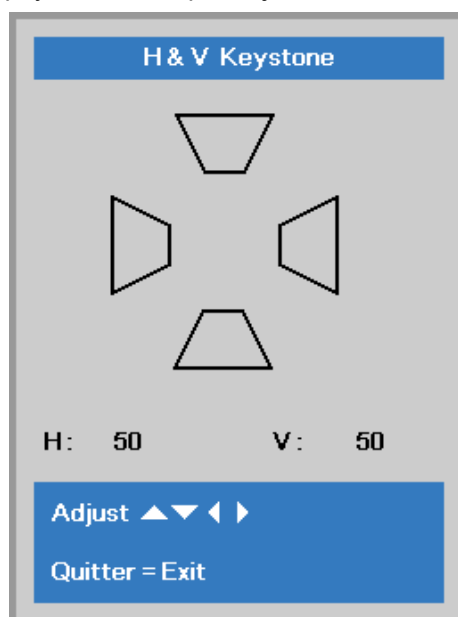 H & V Keystone
H: 50 V: 50
Adjust ▲▼◀▶
Quitter = Exit